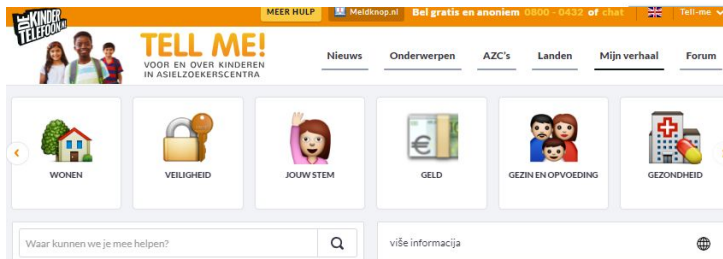 DE KINDER
TELEFOON
MEER HULP
Meldknop.nl
Bel gratis en anoniem 0800 - 0432 of chat
Tell-me
TELL ME!
VOOR EN OVER KINDEREN
IN ASIELZOEKERSCENTRA
Nieuws
Onderwerpen
AZC's
Landen
Mijn verhaal
Forum
WONEN
VEILIGHEID
JOUW STEM
GELD
GEZIN EN OPVOEDING
GEZONDHEID
Waar kunnen we je mee helpen?
više informacija